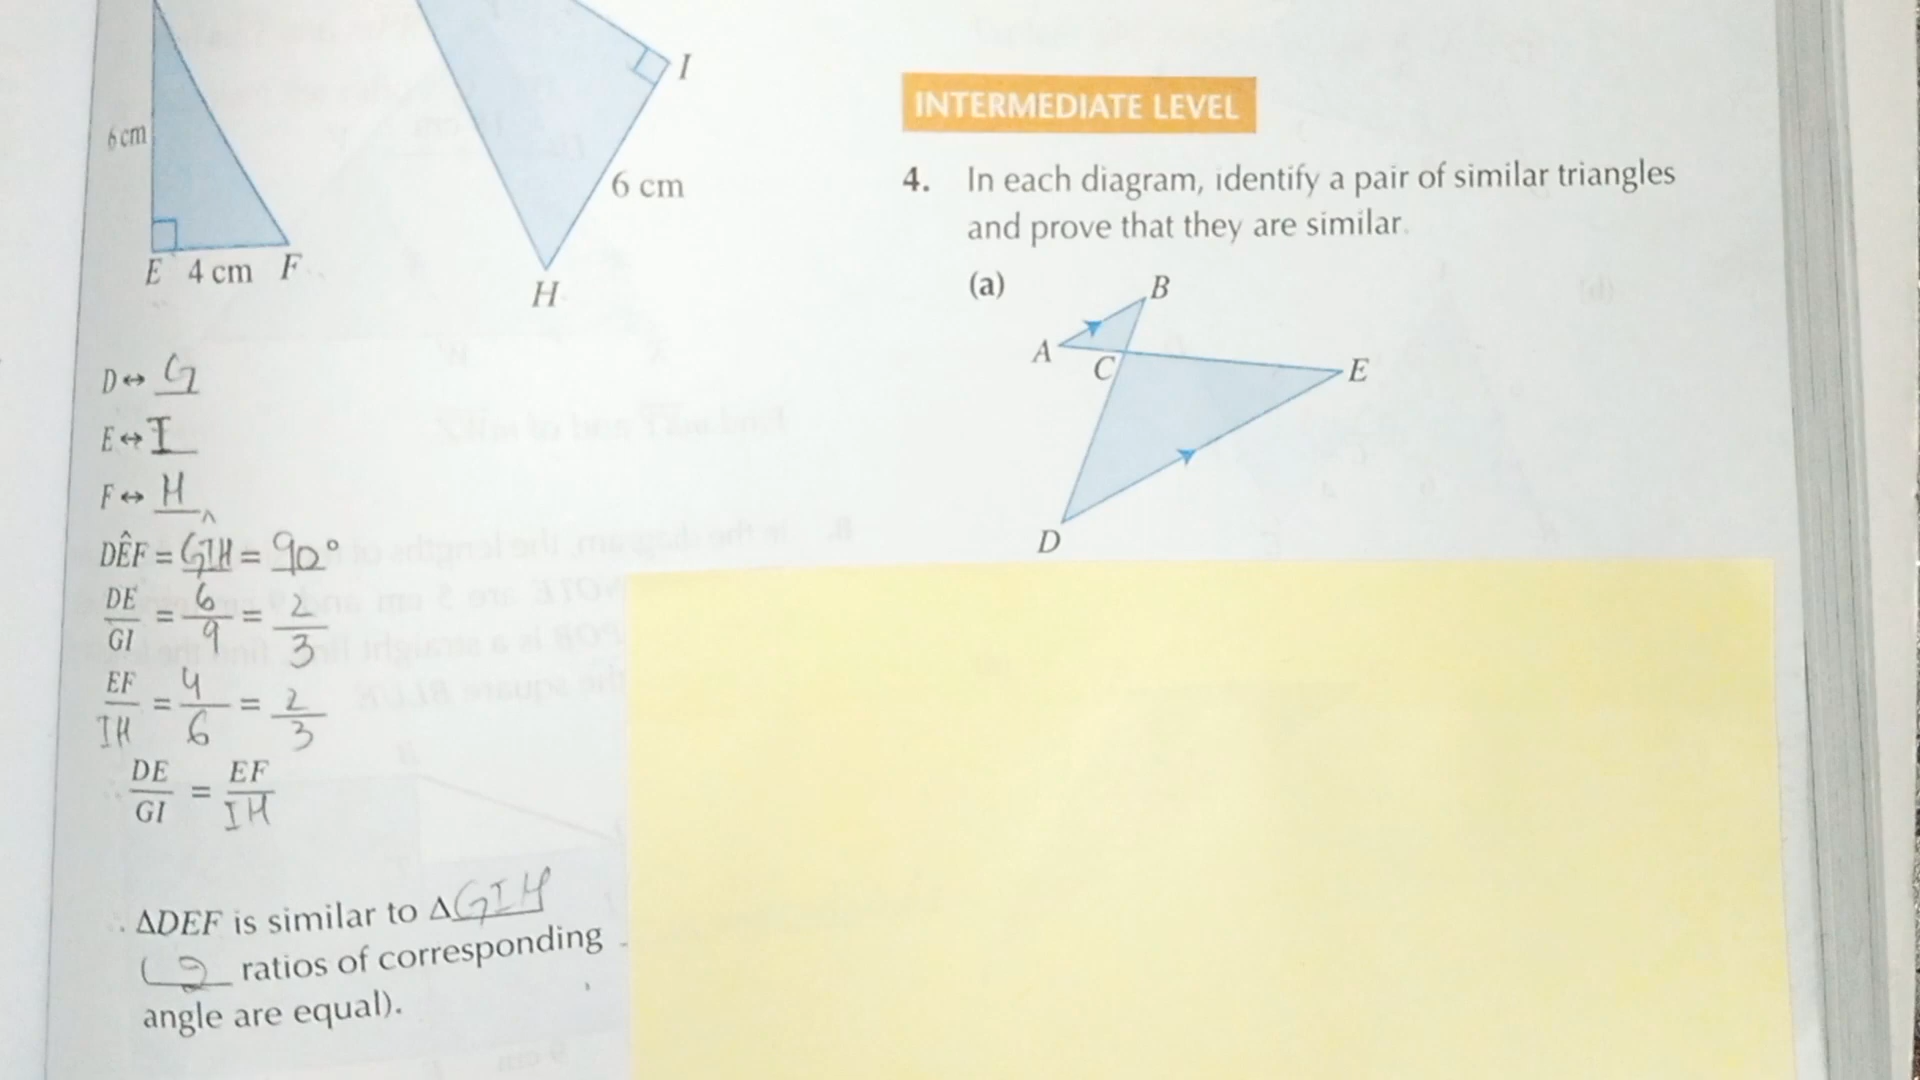 6 cm
I
6 cm
E 4 cm F
H
D ↔ G
E ↔ I
F ↔ H
DÊF = GÎH = 90°
DE/GI = 6/9 = 2/3
EF/IH = 4/6 = 2/3
DE/GI = EF/IH
∴ ΔDEF is similar to ΔGIH
(2 ratios of corresponding
angle are equal).
INTERMEDIATE LEVEL
4. In each diagram, identify a pair of similar triangles
and prove that they are similar.
(a)
B
A
C
E
D